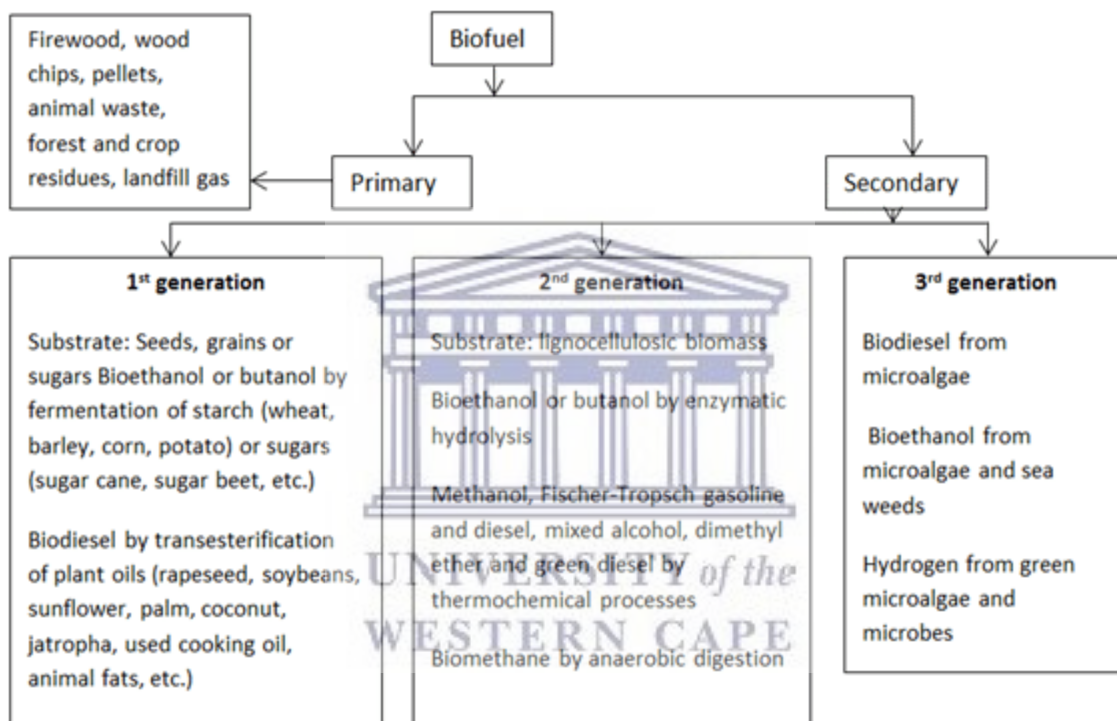 Biofuel
Firewood, wood
chips, pellets,
animal waste,
forest and crop
residues, landfill gas
Primary
Secondary
1st generation
Substrate: Seeds, grains or
sugars Bioethanol or butanol by
fermentation of starch (wheat,
barley, corn, potato) or sugars
(sugar cane, sugar beet, etc.)
Biodiesel by transesterification
of plant oils (rapeseed, soybeans,
sunflower, palm, coconut,
jatropha, used cooking oil,
animal fats, etc.)
2nd generation
Substrate: lignocellulosic biomass
Bioethanol or butanol by enzymatic
hydrolysis
Methanol, Fischer-Tropsch gasoline
and diesel, mixed alcohol, dimethyl
ether and green diesel by
thermochemical processes
Biomethane by anaerobic digestion
3rd generation
Biodiesel from
microalgae
Bioethanol from
microalgae and sea
weeds
Hydrogen from green
microalgae and
microbes
UNIVERSITY of the
WESTERN CAPE